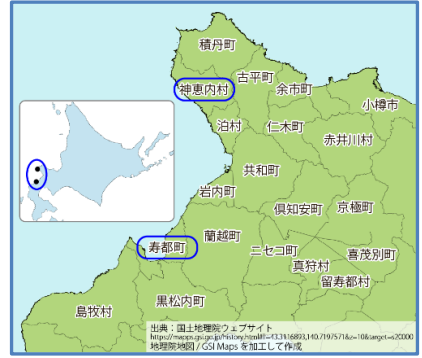 積丹町
神恵内村
古平町
余市町
小樽市
泊村
仁木町
赤井川村
共和町
岩内町
倶知安町
京極町
寿都町
蘭越町
ニセコ町
喜茂別町
真狩村
留寿都村
島牧村
黒松内町
出典：国土地理院ウェブサイト
地理院地図 / GSI Maps を加工して作成